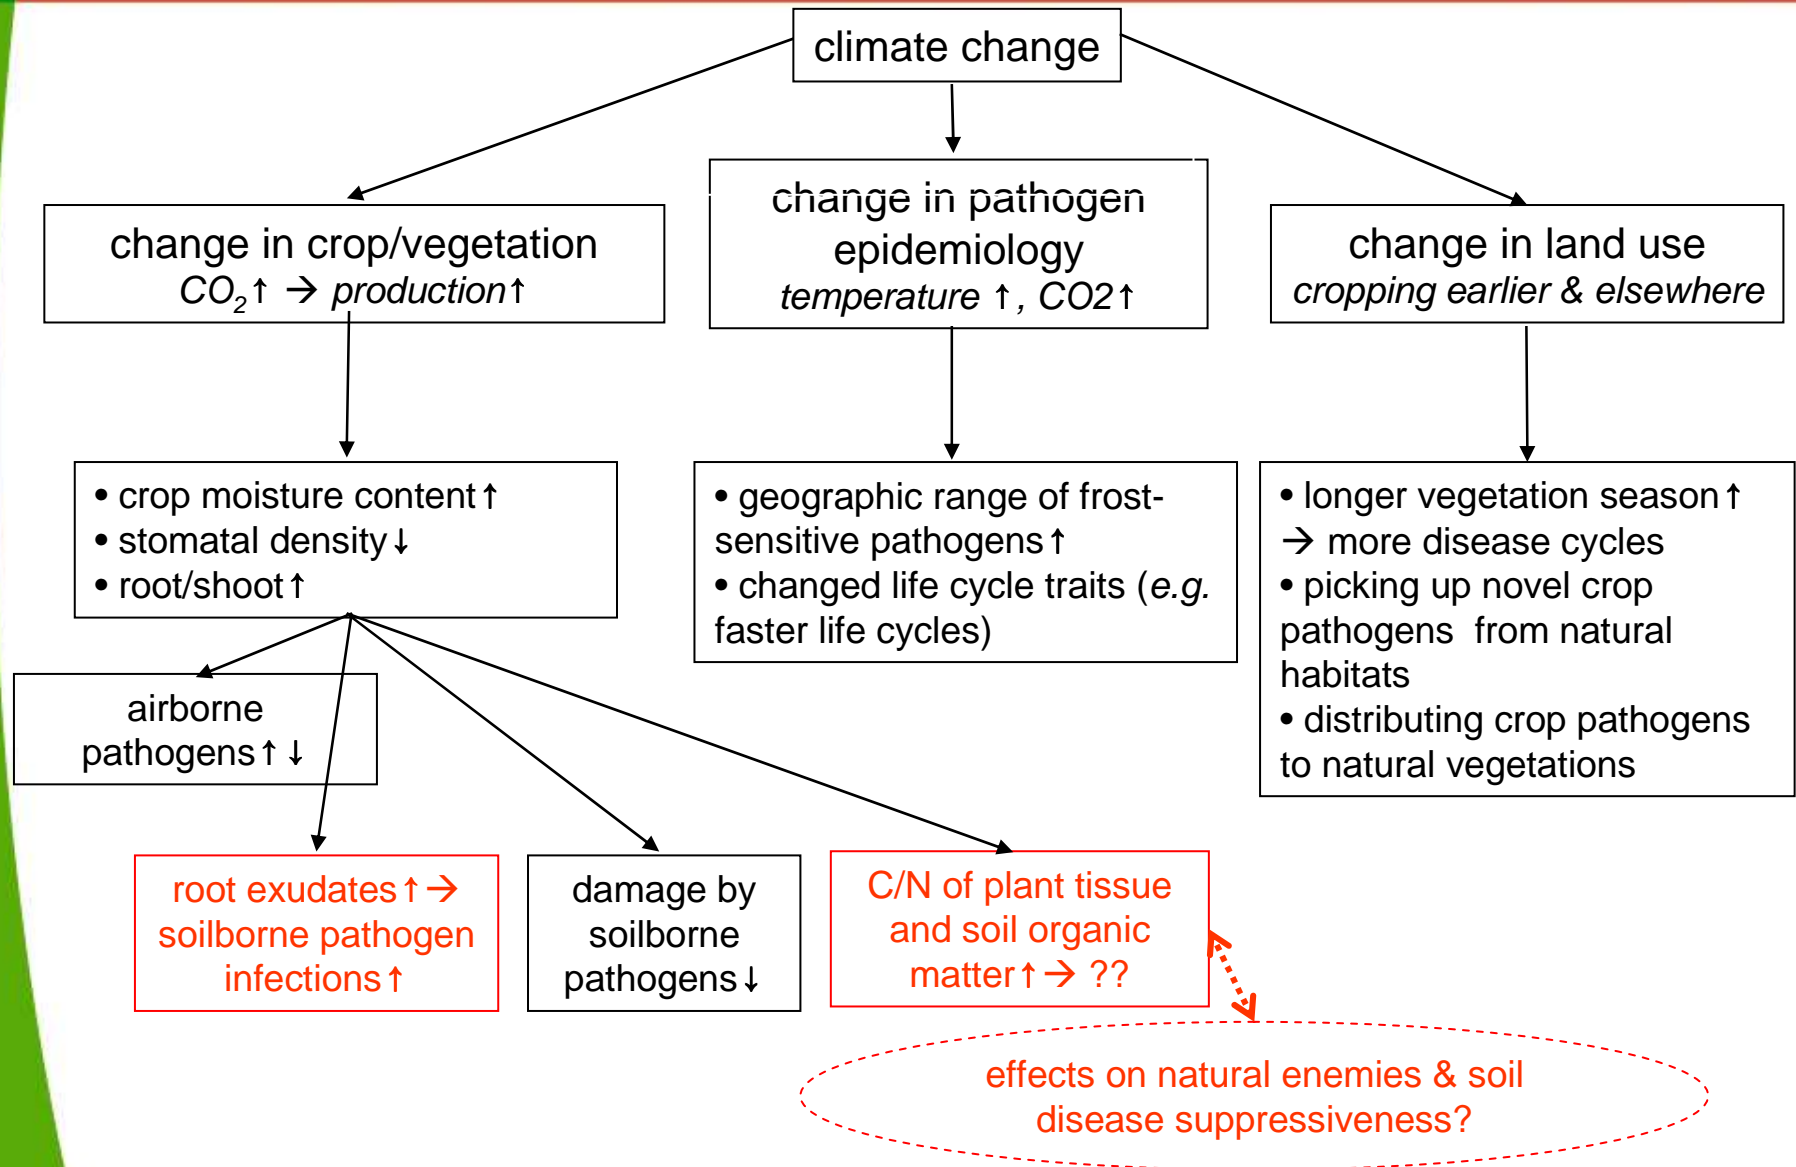 climate change
change in crop/vegetation
CO₂↑ → production↑
change in pathogen
epidemiology
temperature ↑, CO2↑
change in land use
cropping earlier & elsewhere
• crop moisture content↑
• stomatal density↓
• root/shoot↑
• geographic range of frost-
sensitive pathogens↑
• changed life cycle traits (e.g.
faster life cycles)
• longer vegetation season↑
→ more disease cycles
• picking up novel crop
pathogens from natural
habitats
• distributing crop pathogens
to natural vegetations
airborne
pathogens↑↓
root exudates↑→
soilborne pathogen
infections↑
damage by
soilborne
pathogens↓
C/N of plant tissue
and soil organic
matter↑→ ??
effects on natural enemies & soil
disease suppressiveness?